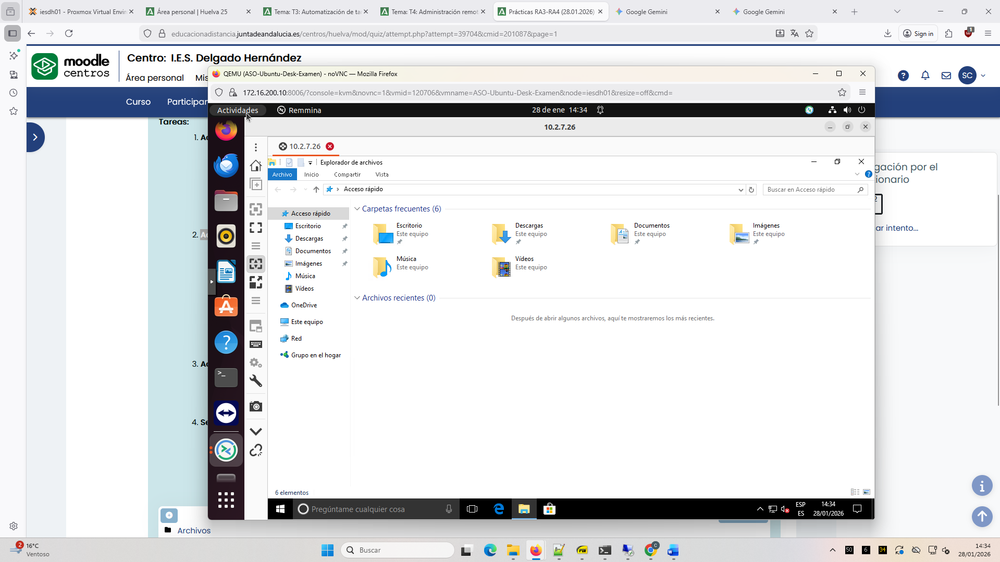 iesdh01 - Proxmox Virtual Envir
Área personal | Huelva 25
Tema: T3: Automatización de ta
Tema: T4: Administración remot
Prácticas RA3-RA4 (28.01.2026)
Google Gemini
Google Gemini
educacionadistancia.juntadeandalucia.es/centros/huelva/mod/quiz/attempt.php?attempt=39704&cmid=201087&page=1
Sign in
1
moodle
centros
Centro: I.E.S. Delgado Hernández
Área personal
Mis
SC
Curso
Participan
Tareas:
1. Ac
2. Ac
3. Ac
4. Se
QEMU (ASO-Ubuntu-Desk-Examen) - noVNC — Mozilla Firefox
172.16.200.10:8006/?console=kvm&novnc=1&vmid=120706&vmname=ASO-Ubuntu-Desk-Examen&node=iesdh01&resize=off&cmd=
Actividades
Remmina
28 de ene 14:34
10.2.7.26
10.2.7.26
Explorador de archivos
Archivo
Inicio
Compartir
Vista
Acceso rápido
Buscar en Acceso rápido
Acceso rápido
Escritorio
Descargas
Documentos
Imágenes
Música
Vídeos
OneDrive
Este equipo
Red
Grupo en el hogar
Carpetas frecuentes (6)
Escritorio
Este equipo
Descargas
Este equipo
Documentos
Este equipo
Imágenes
Este equipo
Música
Este equipo
Vídeos
Este equipo
Archivos recientes (0)
Después de abrir algunos archivos, aquí te mostraremos los más recientes.
6 elementos
Pregúntame cualquier cosa
ESP
ES
14:34
28/01/2026
gación por el
ionario
2
ar intento...
Archivos
2
16°C
Ventoso
Buscar
PDF
C
50
6
34
14:34
28/01/2026